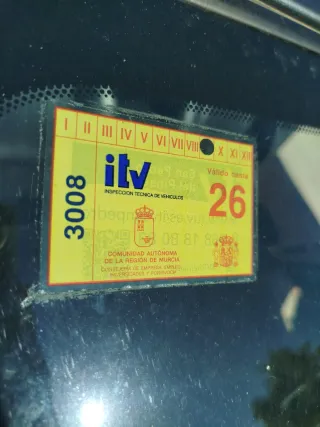 I II III IV V VI VII VIII X XI XII
3008
itv
INSPECCIÓN TÉCNICA DE VEHÍCULOS
Válida hasta
26
COMUNIDAD AUTÓNOMA
DE LA REGIÓN DE MURCIA